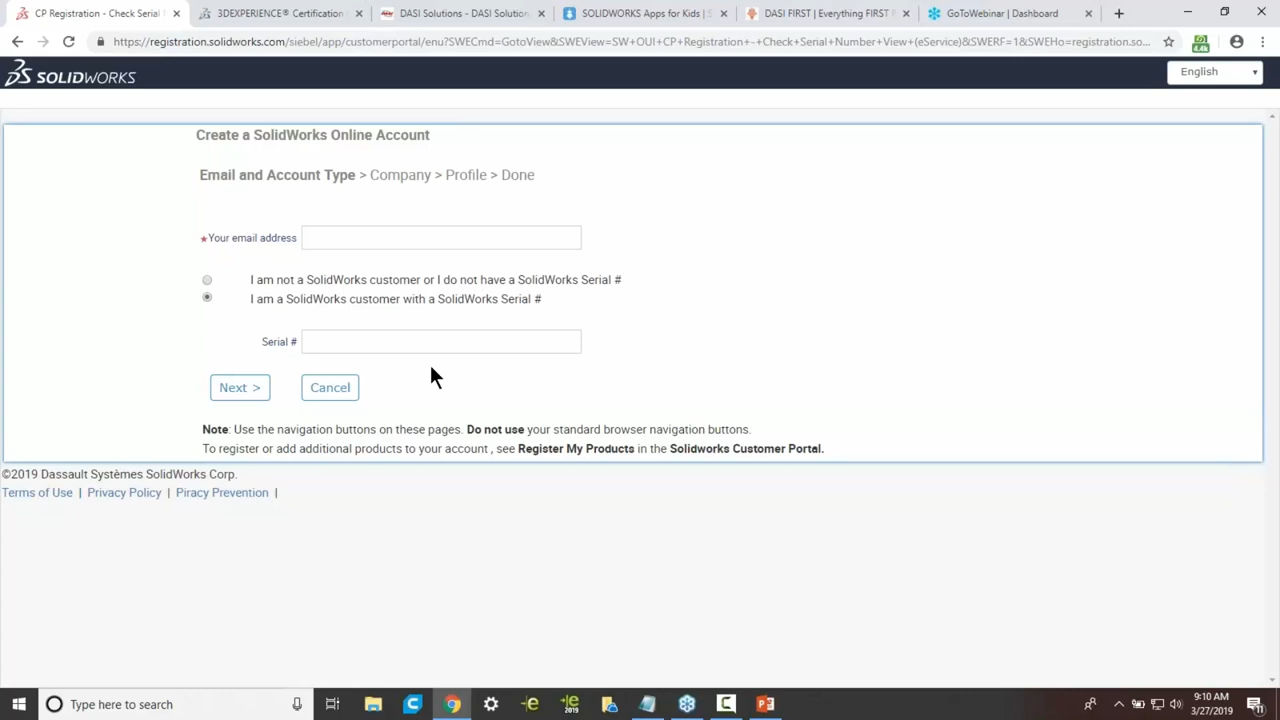 CP Registration - Check Serial
3DEXPERIENCE® Certification
DASI Solutions - DASI Solution
SOLIDWORKS Apps for Kids | S
DASI FIRST | Everything FIRST F
GoToWebinar | Dashboard
https://registration.solidworks.com/siebel/app/customerportal/enu?SWECmd=GotoView&SWEView=SW+OUI+CP+Registration+-+Check+Serial+Number+View+(eService)&SWERF=1&SWEHo=registration.so...
4.4k
SOLIDWORKS
English
Create a SolidWorks Online Account
Email and Account Type > Company > Profile > Done
★Your email address
I am not a SolidWorks customer or I do not have a SolidWorks Serial #
I am a SolidWorks customer with a SolidWorks Serial #
Serial #
Next >
Cancel
Note: Use the navigation buttons on these pages. Do not use your standard browser navigation buttons.
To register or add additional products to your account , see Register My Products in the Solidworks Customer Portal.
©2019 Dassault Systèmes SolidWorks Corp.
Terms of Use | Privacy Policy | Piracy Prevention |
Type here to search
2019
9:10 AM
3/27/2019
11